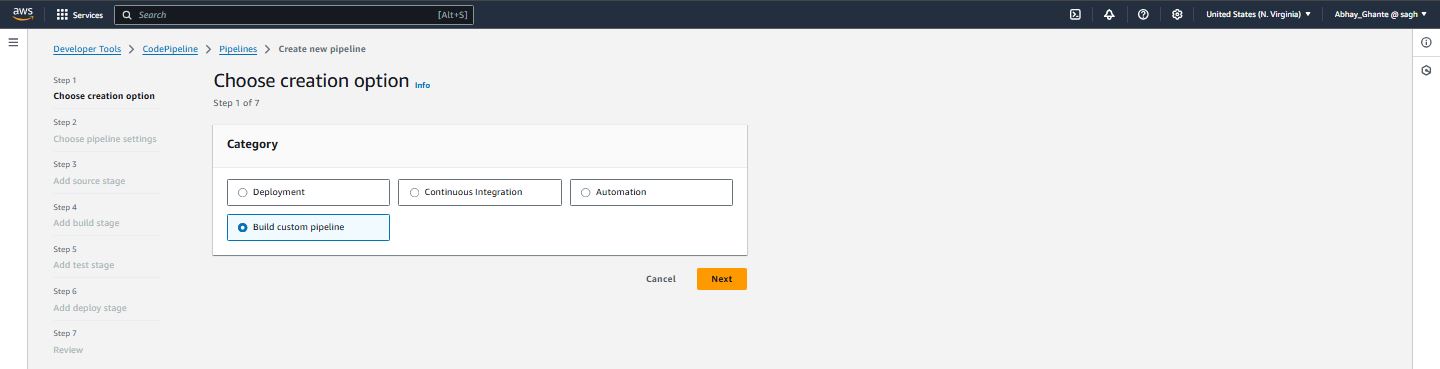 aws Services Search [Alt+S] United States (N. Virginia) Abhay_Ghante @ sagh
Developer Tools > CodePipeline > Pipelines > Create new pipeline
Step 1
Choose creation option
Step 2
Choose pipeline settings
Step 3
Add source stage
Step 4
Add build stage
Step 5
Add test stage
Step 6
Add deploy stage
Step 7
Review
Choose creation option Info
Step 1 of 7
Category
Deployment
Continuous Integration
Automation
Build custom pipeline
Cancel
Next